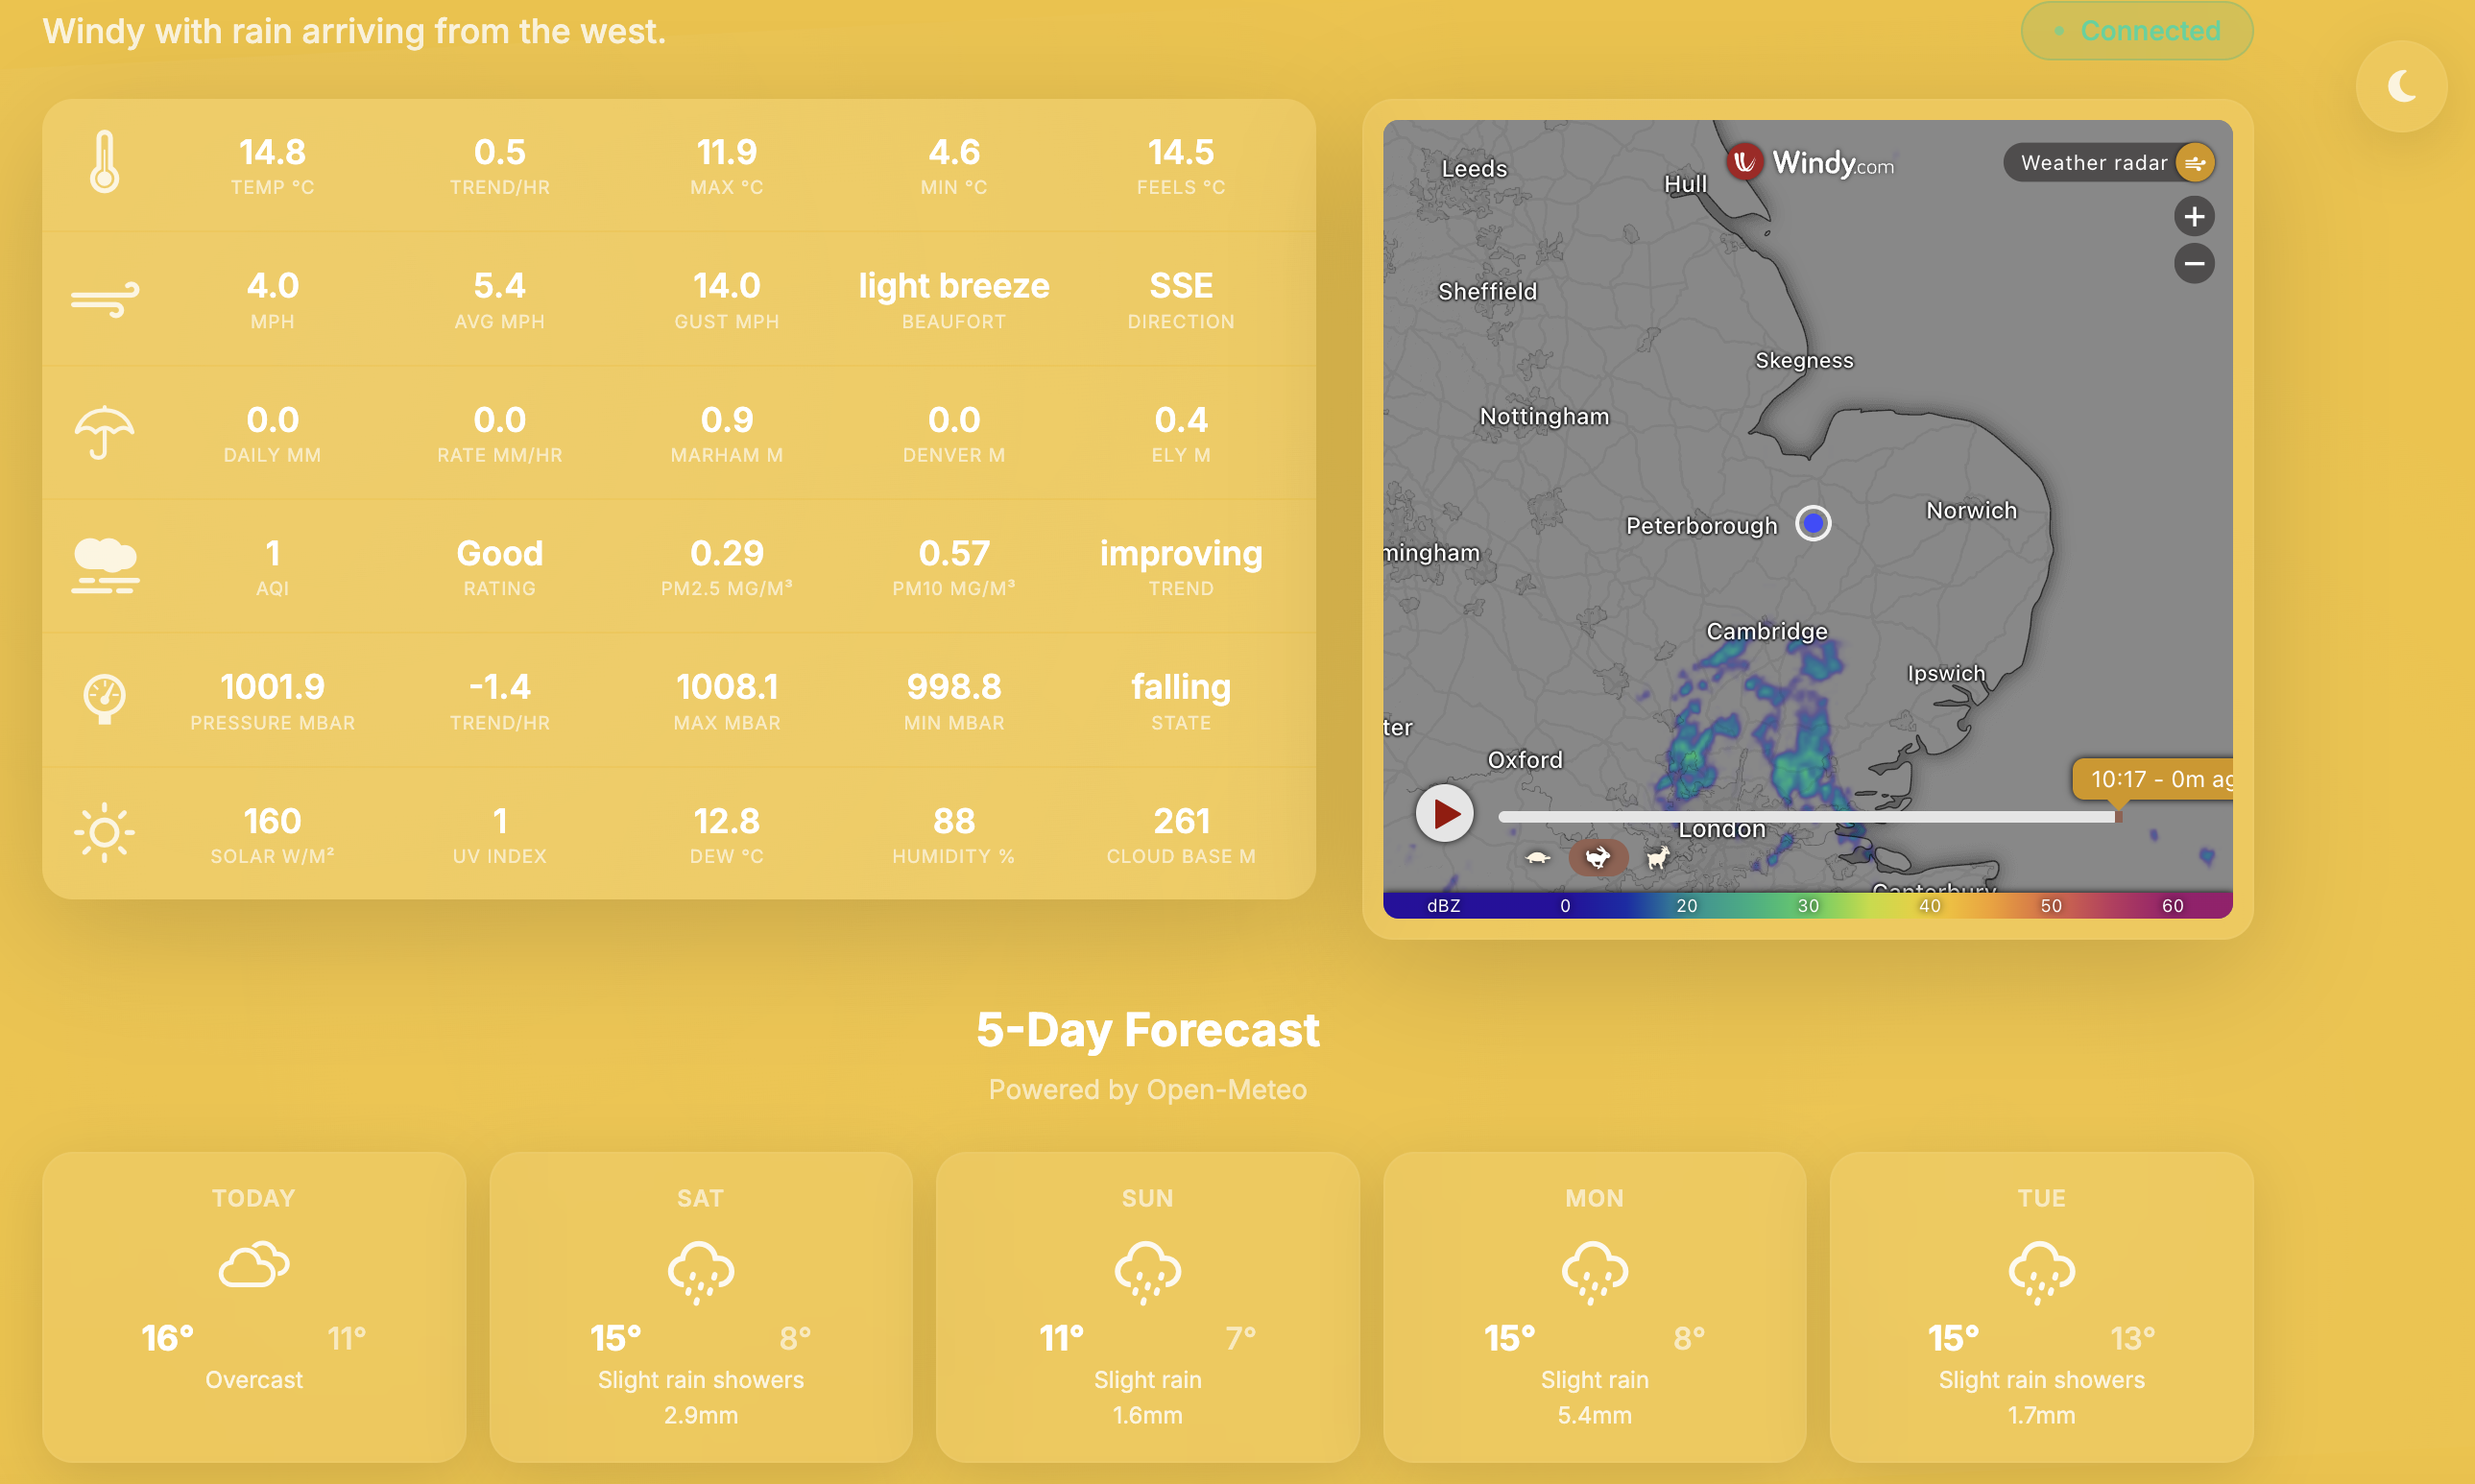 Windy with rain arriving from the west.
Connected
14.8 0.5 11.9 4.6 14.5
TEMP °C TREND/HR MAX °C MIN °C FEELS °C
4.0 5.4 14.0 light breeze SSE
MPH AVG MPH GUST MPH BEAUFORT DIRECTION
0.0 0.0 0.9 0.0 0.4
DAILY MM RATE MM/HR MARHAM M DENVER M ELY M
1 Good 0.29 0.57 improving
AQI RATING PM2.5 MG/M³ PM10 MG/M³ TREND
1001.9 -1.4 1008.1 998.8 falling
PRESSURE MBAR TREND/HR MAX MBAR MIN MBAR STATE
160 1 12.8 88 261
SOLAR W/M² UV INDEX DEW °C HUMIDITY % CLOUD BASE M
Windy.com
Weather radar
+
−
Leeds
Hull
Sheffield
Skegness
Nottingham
Norwich
Peterborough
mingham
Cambridge
Ipswich
ter
Oxford
10:17 - 0m ag
London
Canterbury
dBZ 0 20 30 40 50 60
5-Day Forecast
Powered by Open-Meteo
TODAY
16° 11°
Overcast
SAT
15° 8°
Slight rain showers
2.9mm
SUN
11° 7°
Slight rain
1.6mm
MON
15° 8°
Slight rain
5.4mm
TUE
15° 13°
Slight rain showers
1.7mm